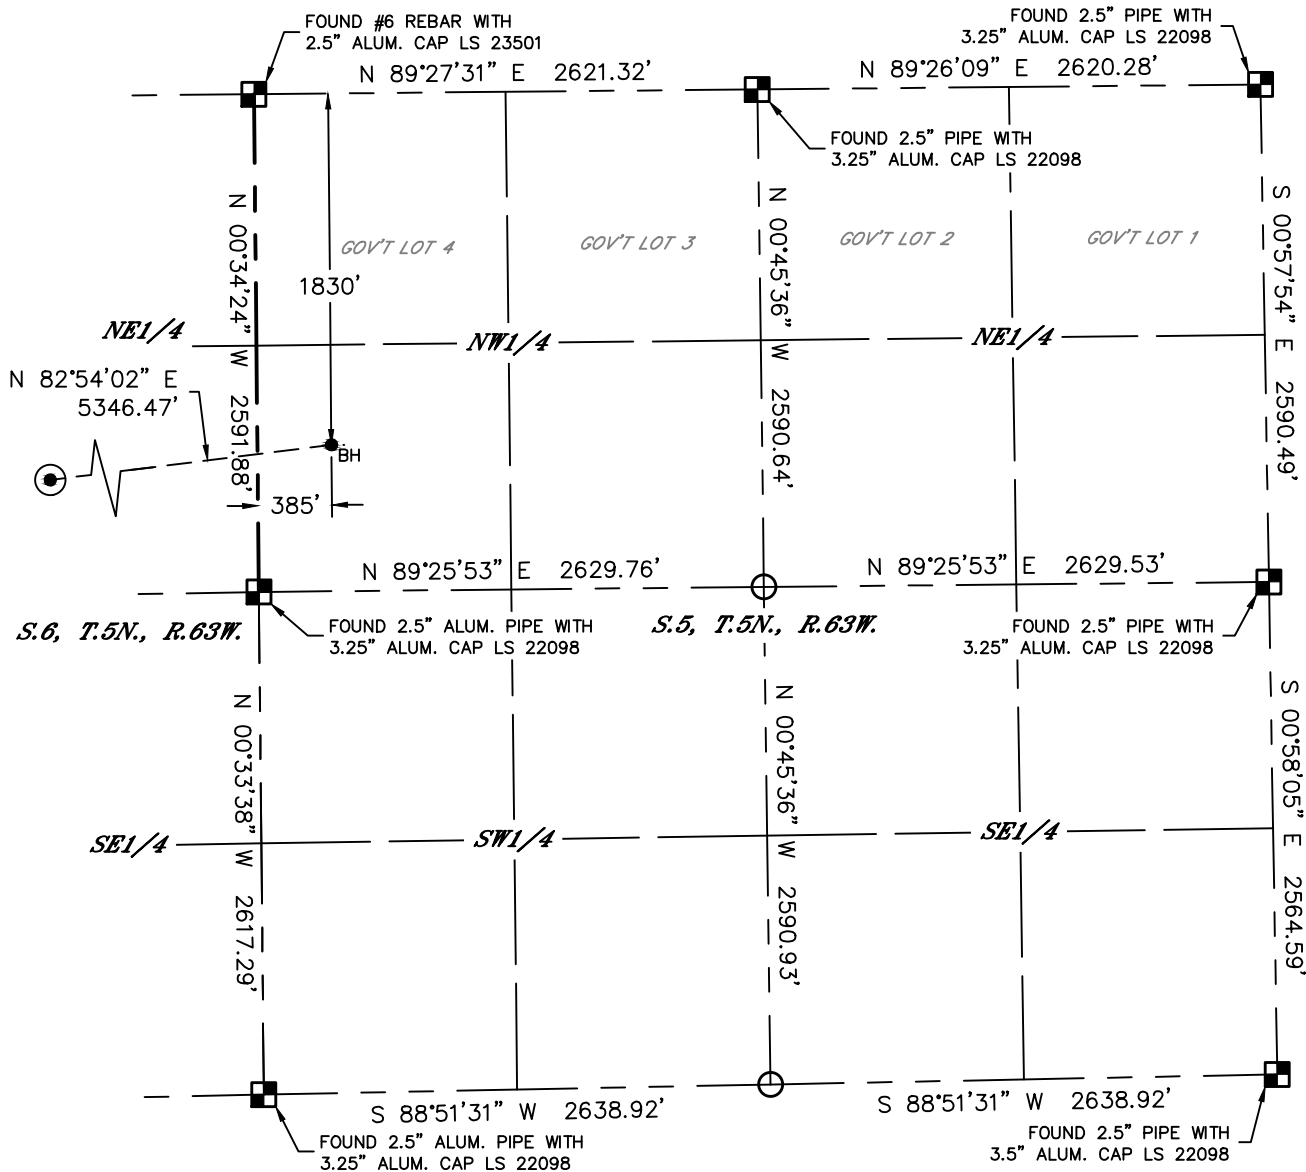 FOUND #6 REBAR WITH
2.5" ALUM. CAP LS 23501
FOUND 2.5" PIPE WITH
3.25" ALUM. CAP LS 22098
N 89°27'31" E 2621.32'
N 89°26'09" E 2620.28'
FOUND 2.5" PIPE WITH
3.25" ALUM. CAP LS 22098
N 00°34'24" W 2591.88'
N 00°45'36" W 2590.64'
S 00°57'54" E 2590.49'
GOV'T LOT 4
GOV'T LOT 3
GOV'T LOT 2
GOV'T LOT 1
1830'
NE1/4
NW1/4
NE1/4
N 82°54'02" E
5346.47'
BH
385'
N 89°25'53" E 2629.76'
N 89°25'53" E 2629.53'
S.6, T.5N., R.63W.
S.5, T.5N., R.63W.
FOUND 2.5" ALUM. PIPE WITH
3.25" ALUM. CAP LS 22098
FOUND 2.5" PIPE WITH
3.25" ALUM. CAP LS 22098
N 00°33'38" W 2617.29'
N 00°45'36" W 2590.93'
S 00°58'05" E 2564.59'
SE1/4
SW1/4
SE1/4
S 88°51'31" W 2638.92'
S 88°51'31" W 2638.92'
FOUND 2.5" ALUM. PIPE WITH
3.25" ALUM. CAP LS 22098
FOUND 2.5" PIPE WITH
3.5" ALUM. CAP LS 22098